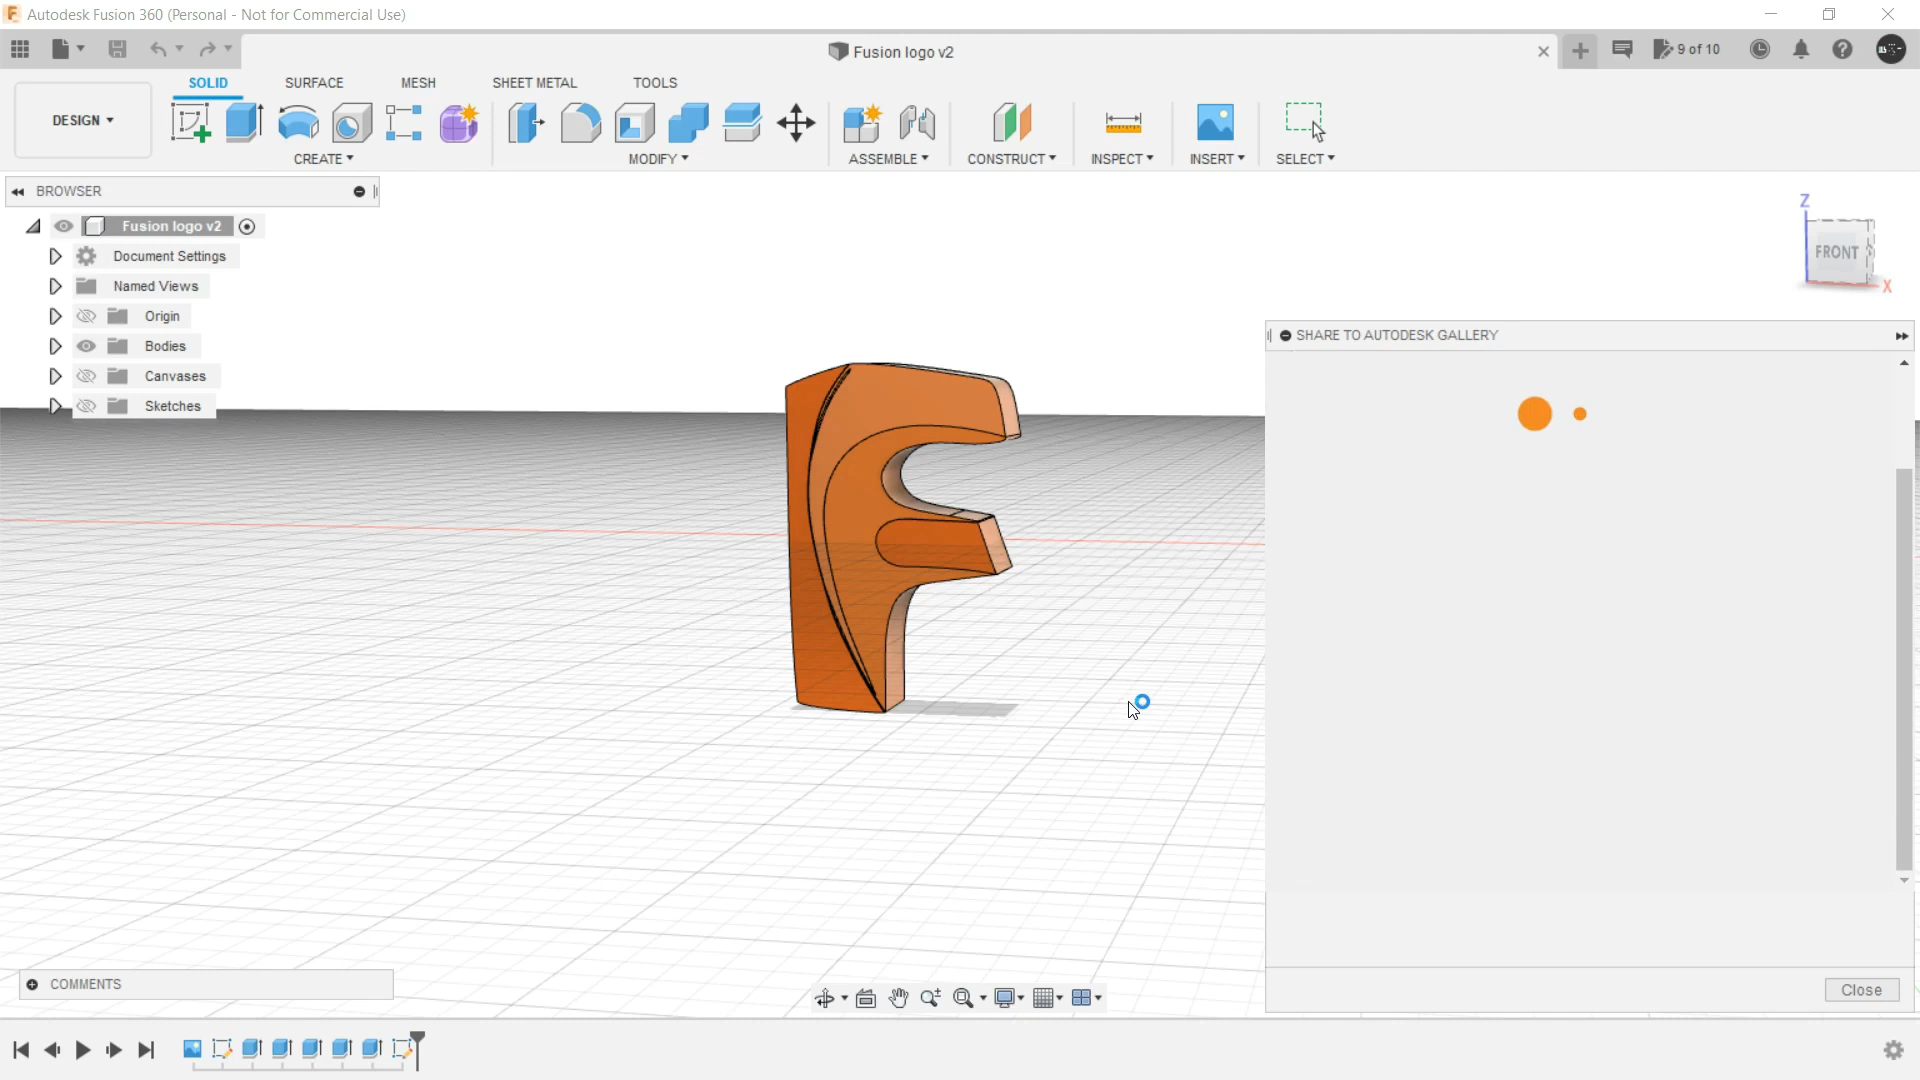 Autodesk Fusion 360 (Personal - Not for Commercial Use)
Fusion logo v2
9 of 10
SOLID SURFACE MESH SHEET METAL TOOLS
DESIGN
CREATE MODIFY ASSEMBLE CONSTRUCT INSPECT INSERT SELECT
BROWSER
Fusion logo v2
Document Settings
Named Views
Origin
Bodies
Canvases
Sketches
Z
FRONT
X
SHARE TO AUTODESK GALLERY
Close
COMMENTS